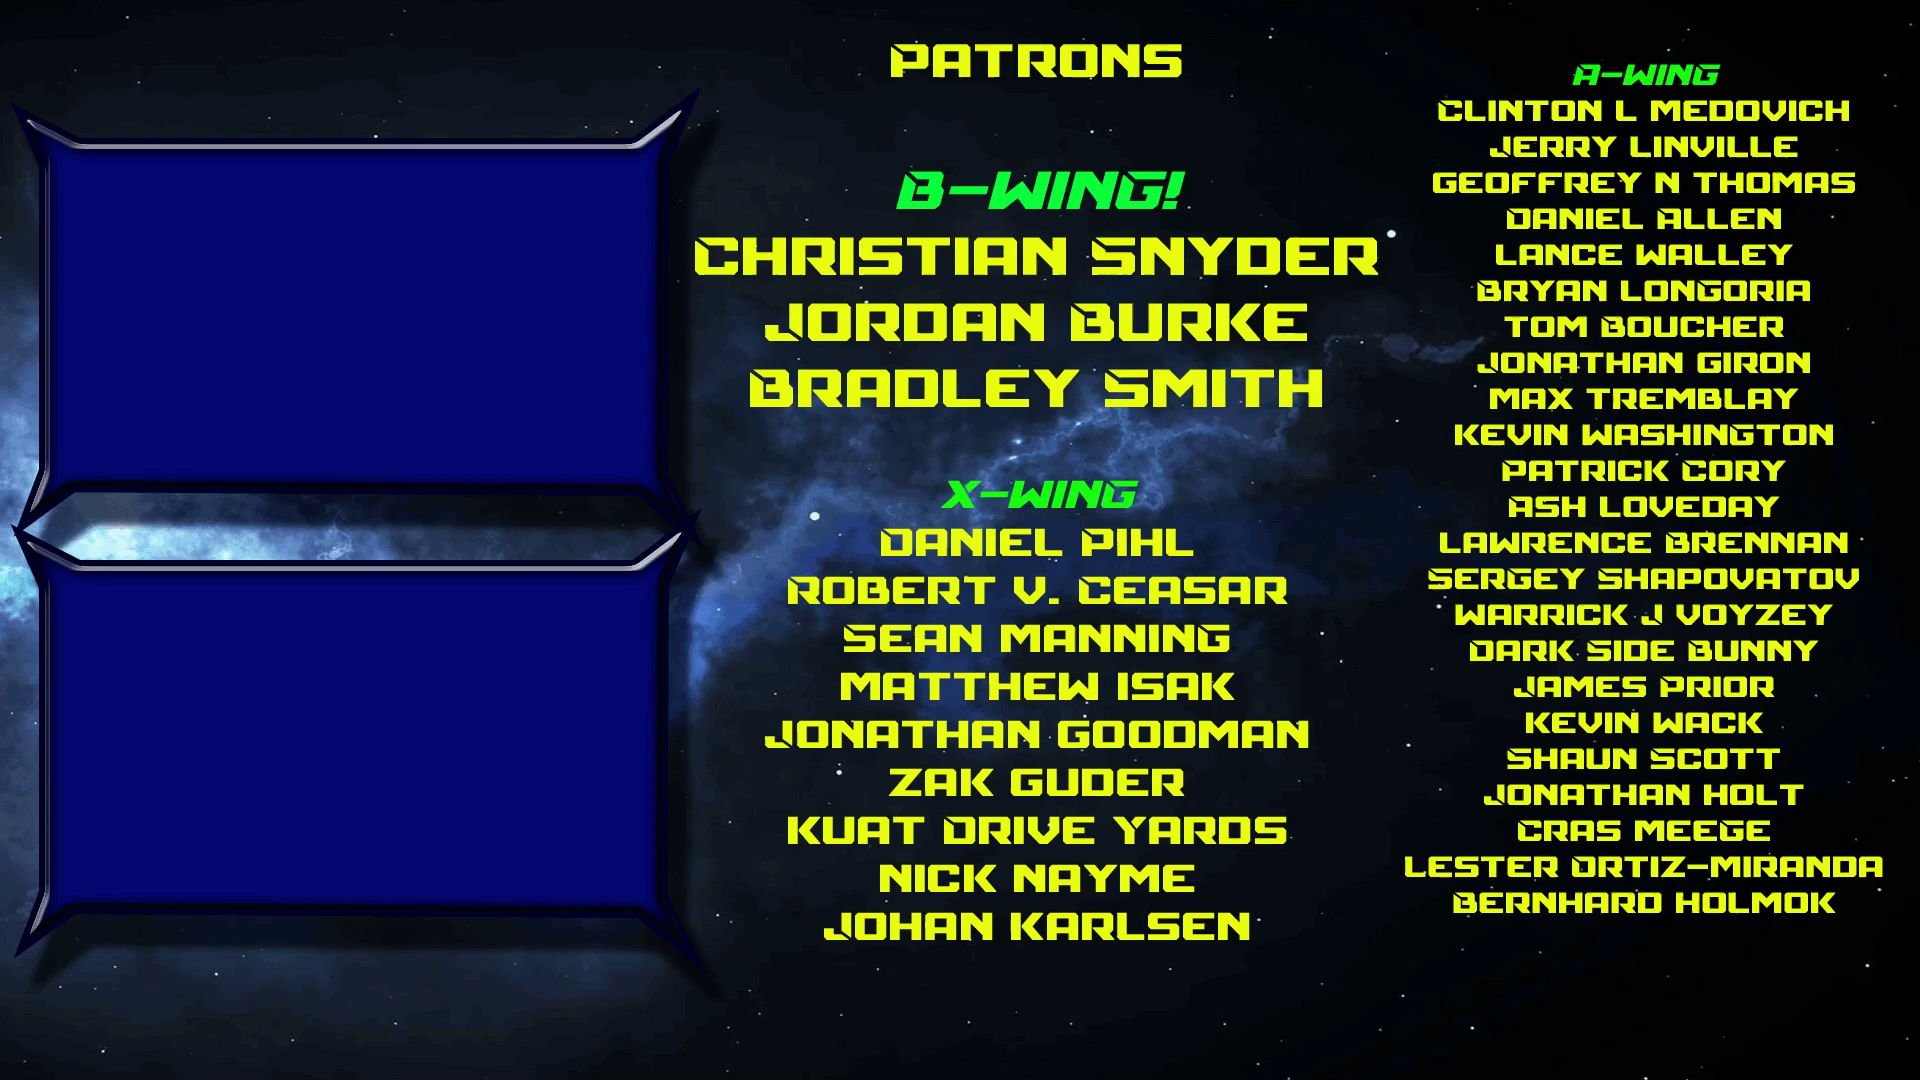 PATRONS
B-WING!
CHRISTIAN SNYDER
JORDAN BURKE
BRADLEY SMITH
X-WING
DANIEL PIHL
ROBERT V. CEASAR
SEAN MANNING
MATTHEW ISAK
JONATHAN GOODMAN
ZAK GUDER
KUAT DRIVE YARDS
NICK NAYME
JOHAN KARLSEN
A-WING
CLINTON L MEDOVICH
JERRY LINVILLE
GEOFFREY N THOMAS
DANIEL ALLEN
LANCE WALLEY
BRYAN LONGORIA
TOM BOUCHER
JONATHAN GIRON
MAX TREMBLAY
KEVIN WASHINGTON
PATRICK CORY
ASH LOVEDAY
LAWRENCE BRENNAN
SERGEY SHAPOVATOV
WARRICK J VOYZEY
DARK SIDE BUNNY
JAMES PRIOR
KEVIN WACK
SHAUN SCOTT
JONATHAN HOLT
CRAS MEEGE
LESTER ORTIZ-MIRANDA
BERNHARD HOLMOK